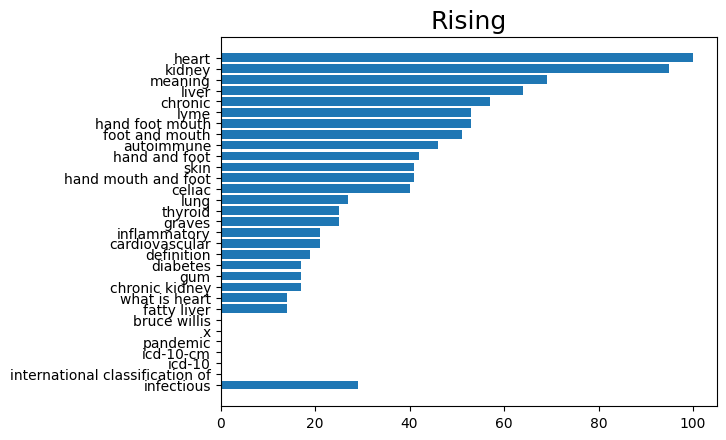 Rising
heart
kidney
meaning
liver
chronic
lyme
hand foot mouth
foot and mouth
autoimmune
hand and foot
skin
hand mouth and foot
celiac
lung
thyroid
graves
inflammatory
cardiovascular
definition
diabetes
gum
chronic kidney
what is heart
fatty liver
bruce willis
x
pandemic
icd-10-cm
icd-10
international classification of
infectious
0 20 40 60 80 100